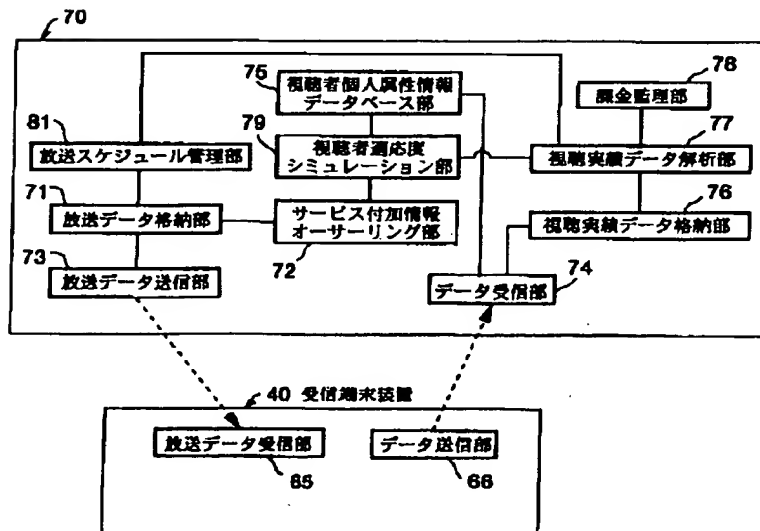 70
75
視聴者個人属性情報
データベース部
78
課金監理部
81
放送スケジュール管理部
79
視聴者適応度
シミュレーション部
77
視聴実績データ解析部
71
放送データ格納部
サービス付加情報
オーサーリング部
72
76
視聴実績データ格納部
73
放送データ送信部
74
データ受信部
40 受信端末装置
放送データ受信部
65
データ送信部
66